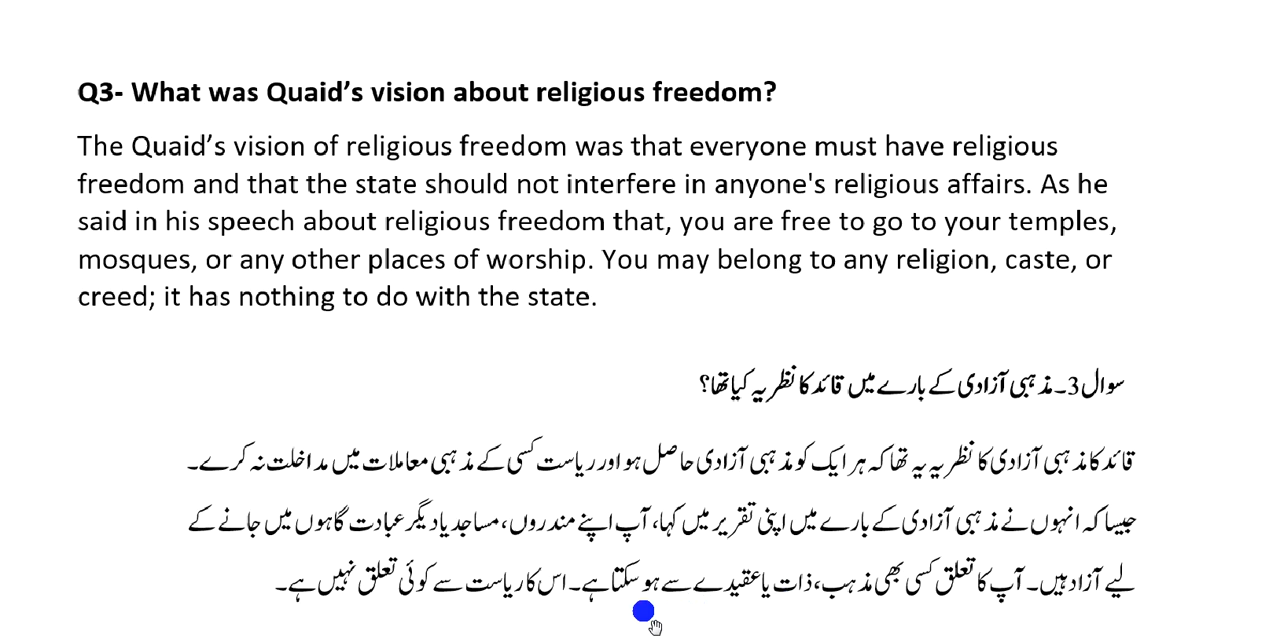 Q3- What was Quaid’s vision about religious freedom?
The Quaid’s vision of religious freedom was that everyone must have religious
freedom and that the state should not interfere in anyone's religious affairs. As he
said in his speech about religious freedom that, you are free to go to your temples,
mosques, or any other places of worship. You may belong to any religion, caste, or
creed; it has nothing to do with the state.
سوال 3۔ مذہبی آزادی کے بارے میں قائد کا نظریہ کیا تھا؟
قائد کا مذہبی آزادی کا نظریہ یہ تھا کہ ہر ایک کو مذہبی آزادی حاصل ہو اور ریاست کسی کے مذہبی معاملات میں مداخلت نہ کرے۔
جیسا کہ انہوں نے مذہبی آزادی کے بارے میں اپنی تقریر میں کہا، آپ اپنے مندروں، مساجد یا دیگر عبادت گاہوں میں جانے کے
لیے آزاد ہیں۔ آپ کا تعلق کسی بھی مذہب، ذات یا عقیدے سے ہو سکتا ہے۔ اس کا ریاست سے کوئی تعلق نہیں ہے۔